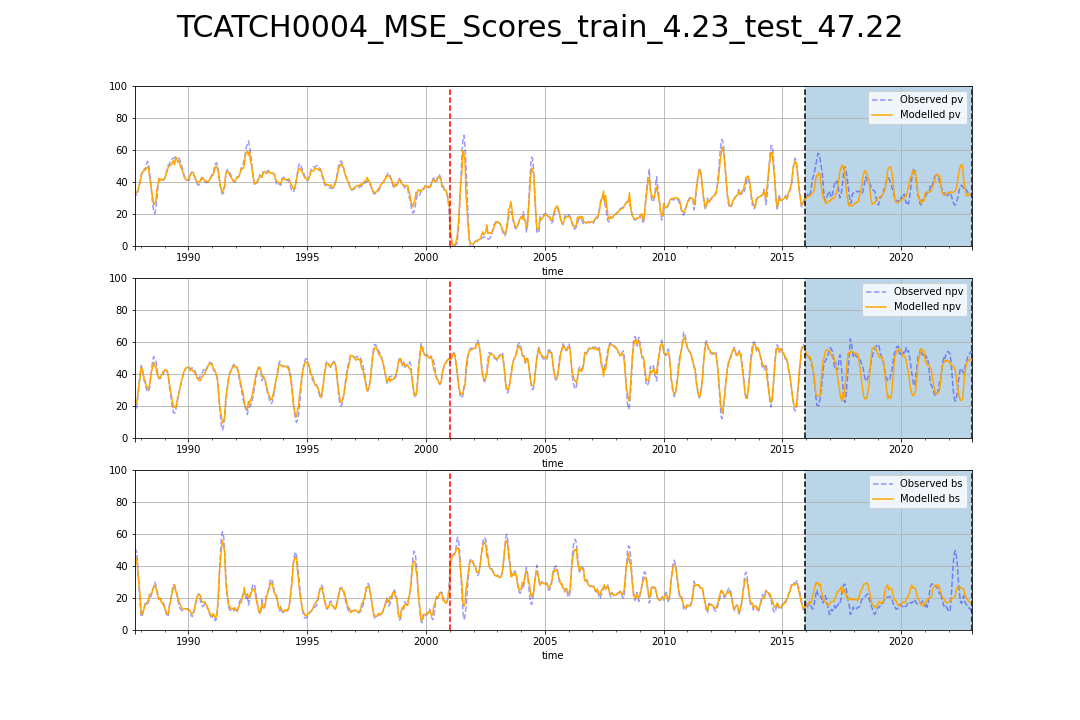 TCATCH0004_MSE_Scores_train_4.23_test_47.22
100
80
60
40
20
0
Observed pv
Modelled pv
1990 1995 2000 2005 2010 2015 2020
time
100
80
60
40
20
0
Observed npv
Modelled npv
1990 1995 2000 2005 2010 2015 2020
time
100
80
60
40
20
0
Observed bs
Modelled bs
1990 1995 2000 2005 2010 2015 2020
time